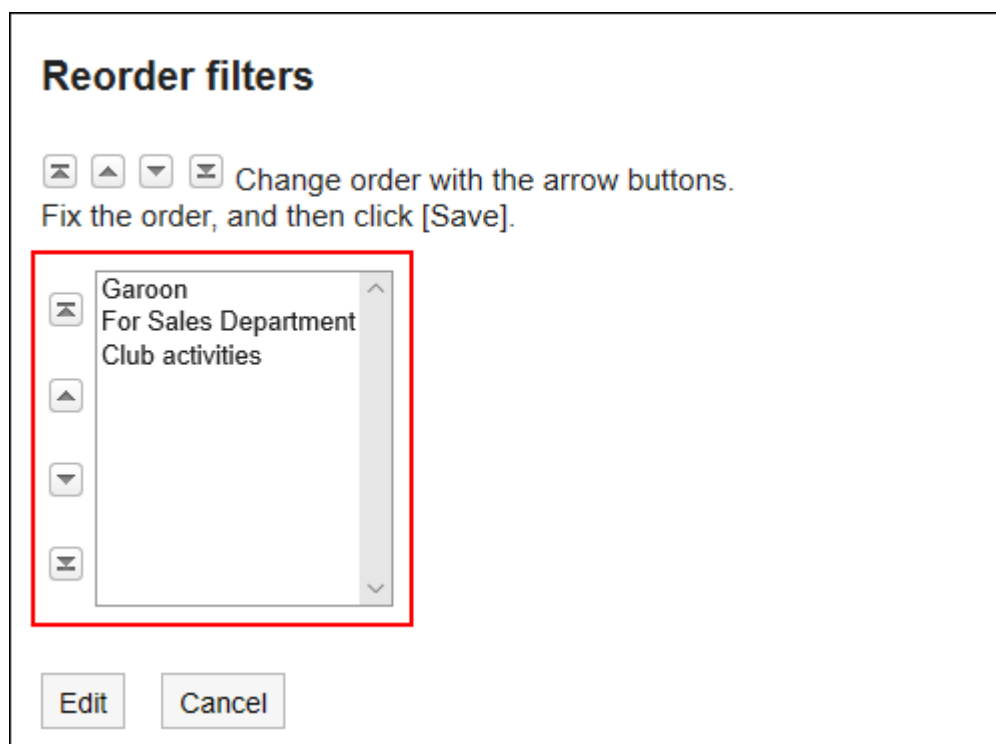 Reorder filters
Change order with the arrow buttons.
Fix the order, and then click [Save].
Garoon
For Sales Department
Club activities
Edit
Cancel